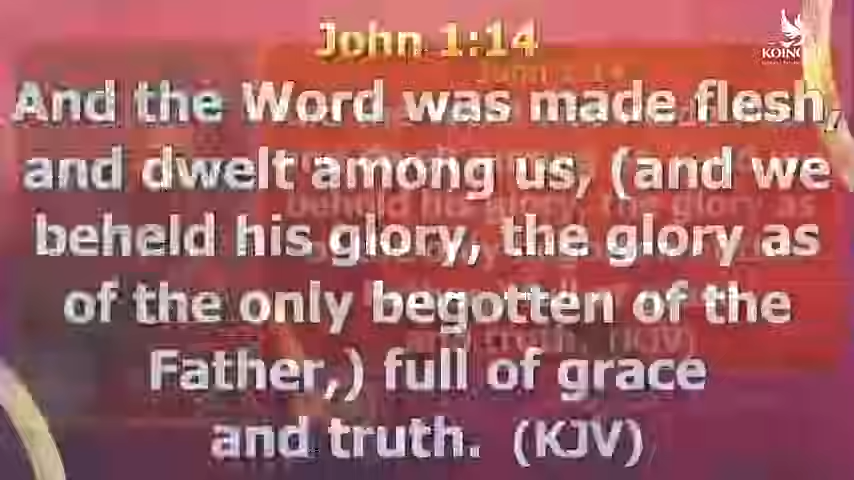 John 1:14
And the Word was made flesh,
and dwelt among us, (and we
beheld his glory, the glory as
of the only begotten of the
Father,) full of grace
and truth. (KJV)